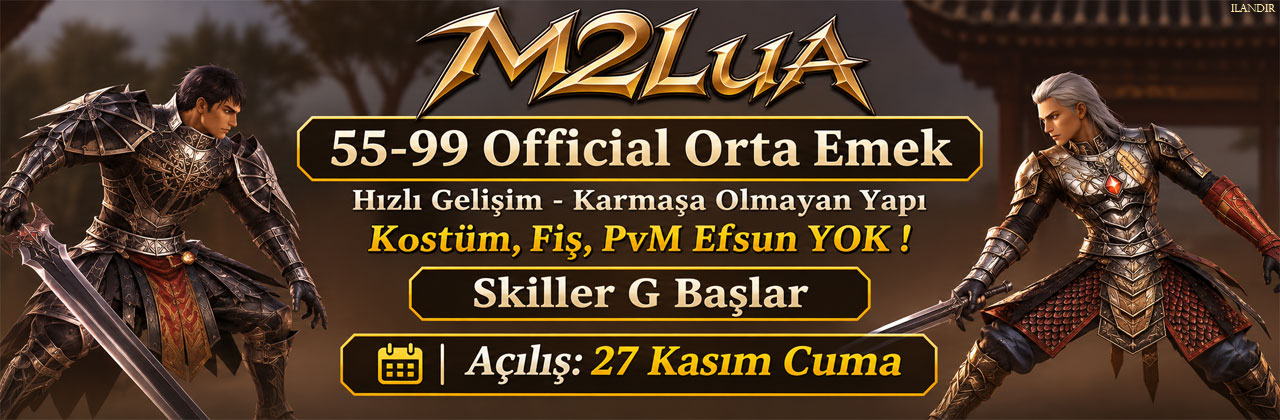 ILANDIR
M2LUA
55-99 Official Orta Emek
Hızlı Gelişim - Karmaşa Olmayan Yapı
Kostüm, Fiş, PvM Efsun YOK !
Skiller G Başlar
Açılış: 27 Kasım Cuma